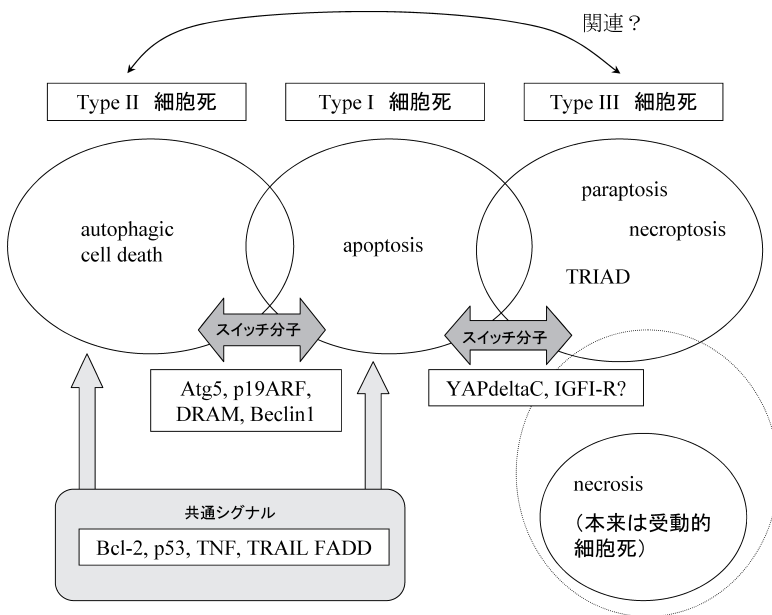 関連？
Type II 細胞死
Type I 細胞死
Type III 細胞死
autophagic
cell death
apoptosis
paraptosis
necroptosis
TRIAD
スイッチ分子
スイッチ分子
Atg5, p19ARF,
DRAM, Beclin1
YAPdeltaC, IGFI-R?
共通シグナル
Bcl-2, p53, TNF, TRAIL FADD
necrosis
（本来は受動的
細胞死）